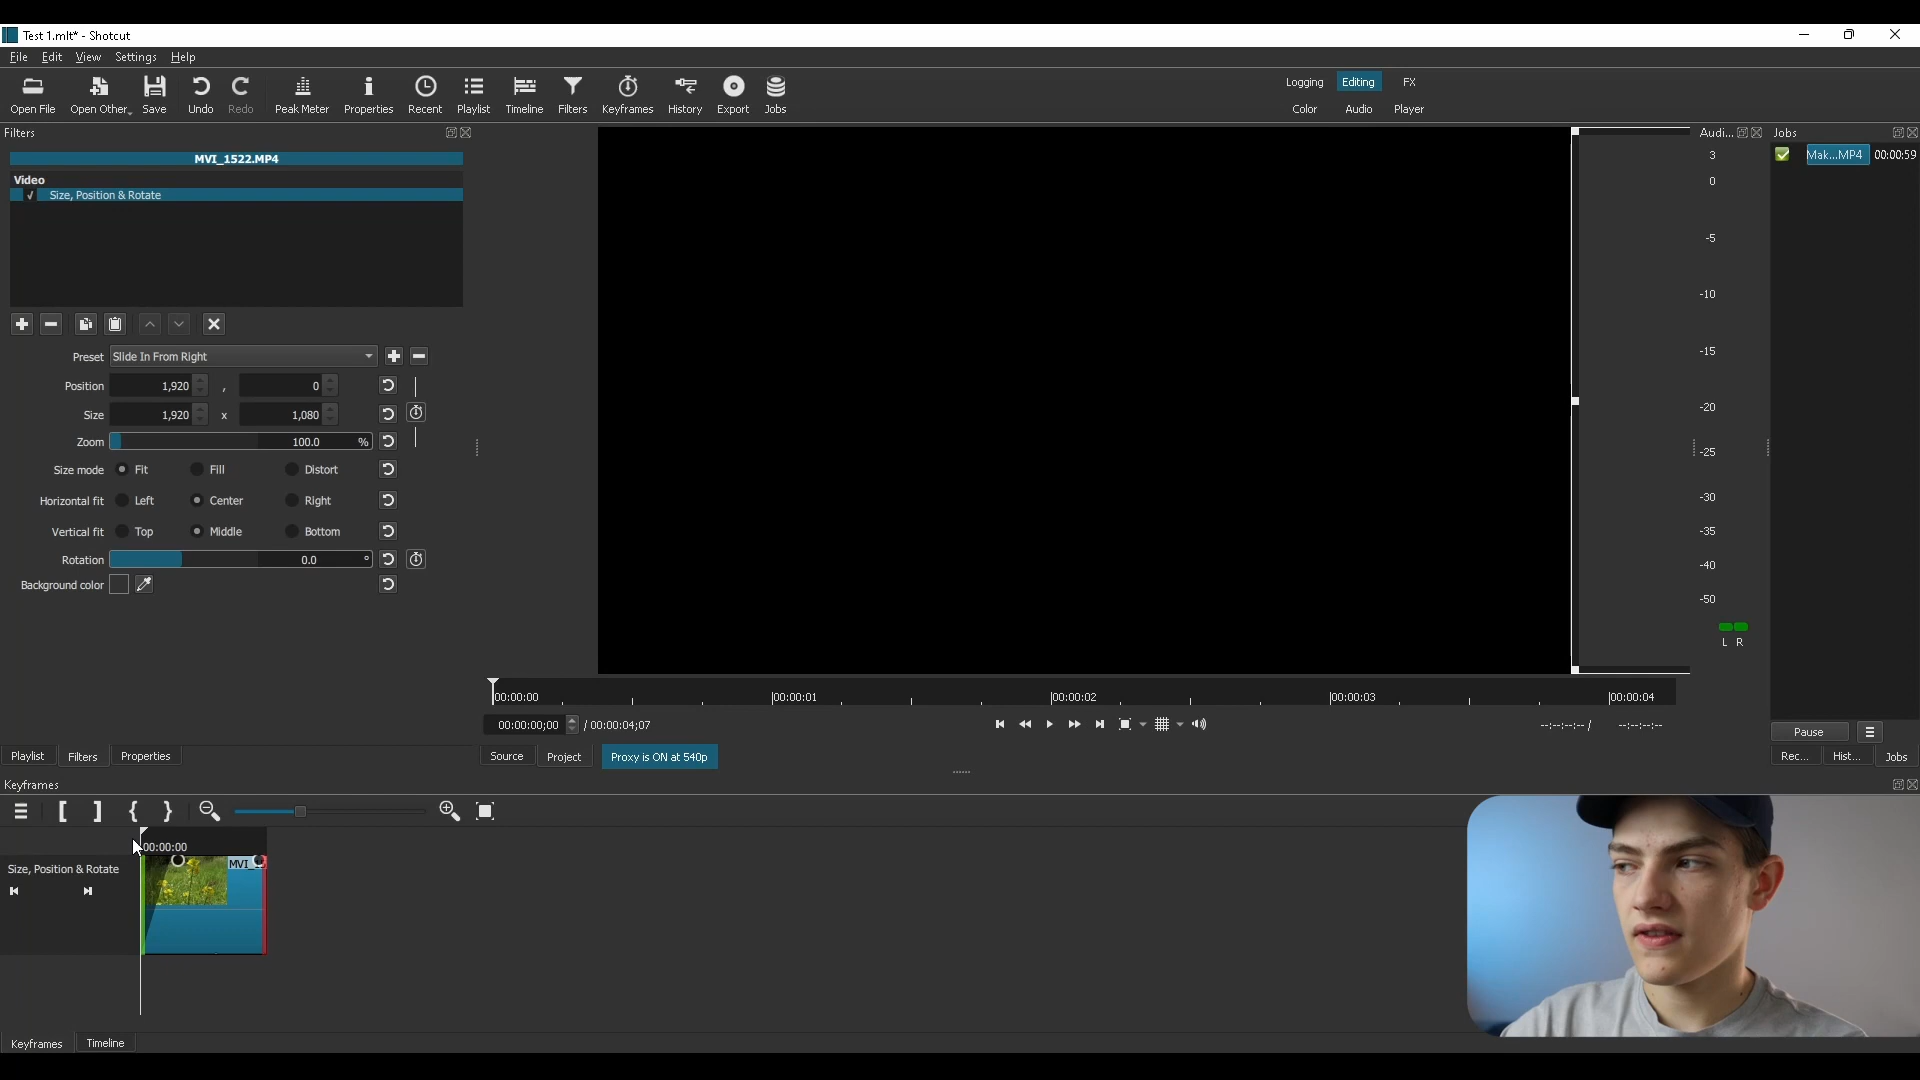 Test 1.mlt* - Shotcut
File Edit View Settings Help
Open File Open Other... Save Undo Redo Peak Meter Properties Recent Playlist Timeline Filters Keyframes History Export Jobs
Logging Editing FX
Color Audio Player
Filters
MVI_1522.MP4
Video
Size, Position & Rotate
Preset Slide In From Right
Position 1,920 , 0
Size 1,920 x 1,080
Zoom 100.0 %
Size mode Fit Fill Distort
Horizontal fit Left Center Right
Vertical fit Top Middle Bottom
Rotation 0.0 °
Background color
Playlist Filters Properties
00:00:00 00:00:01 00:00:02 00:00:03 00:00:04
00:00:00;00 / 00:00:04;07
--:--:--:-- / --:--:--:--
Source Project Proxy is ON at 540p
Audi...
3
0
-5
-10
-15
-20
-25
-30
-35
-40
-50
L R
Jobs
Mak...MP4 00:00:59
Pause
Rec... Hist... Jobs
Keyframes
00:00:00
Size, Position & Rotate
MVI_
Keyframes Timeline